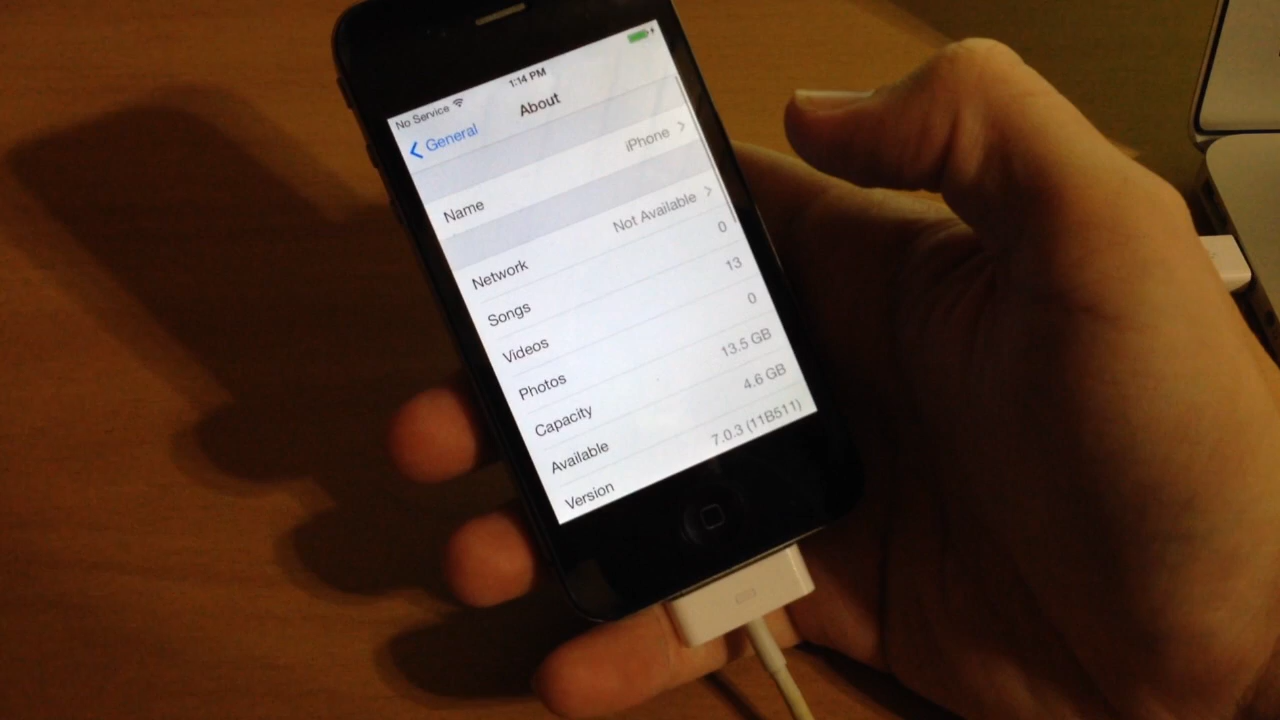 No Service 1:14 PM
General About
Name iPhone
Network Not Available
Songs 0
Videos 13
Photos 0
Capacity 13.5 GB
Available 4.6 GB
Version 7.0.3 (11B511)